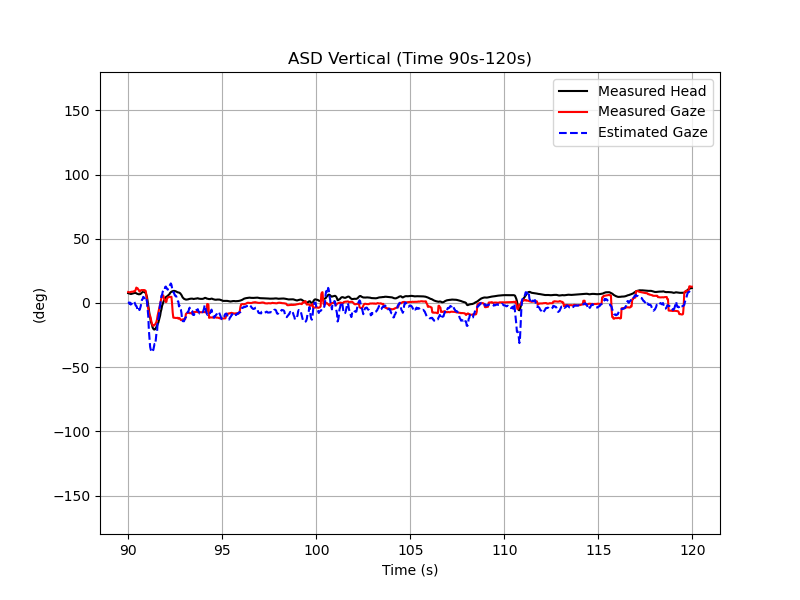 ASD Vertical (Time 90s-120s)
Measured Head
Measured Gaze
Estimated Gaze
150
100
50
0
−50
−100
−150
(deg)
90 95 100 105 110 115 120
Time (s)